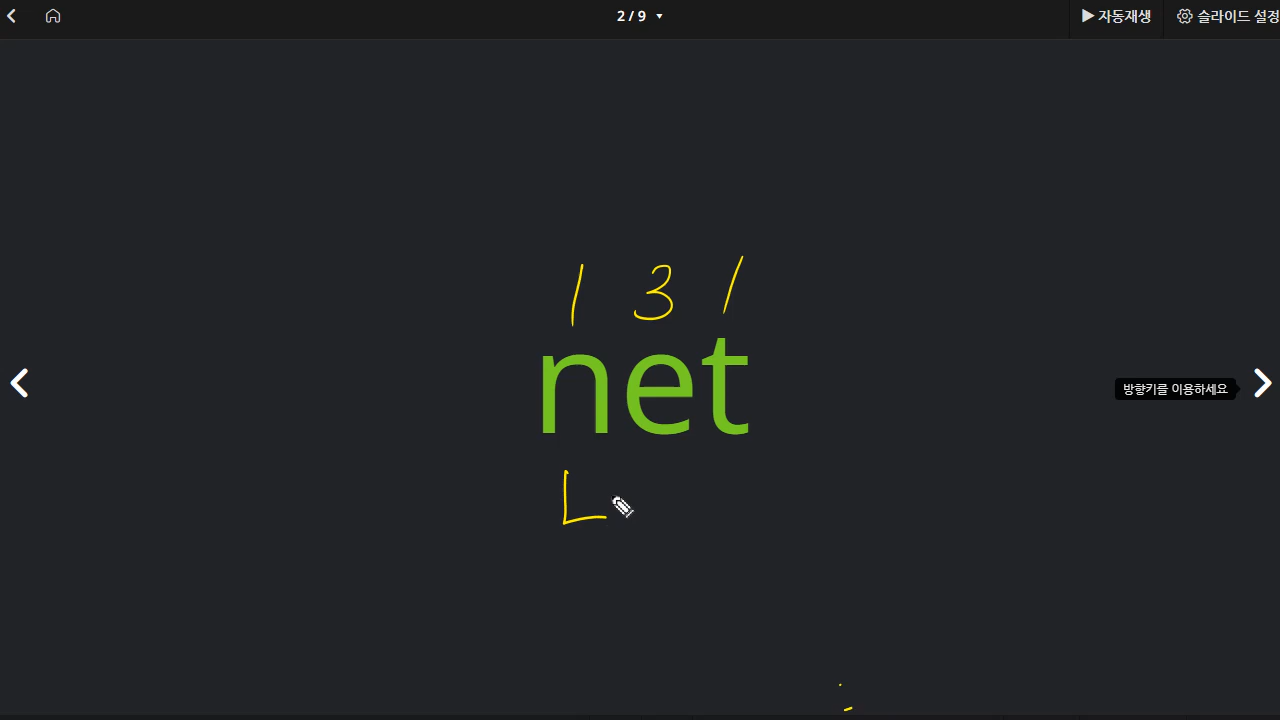 2 / 9 ▼
▶ 자동재생
슬라이드 설정
1 3 1
net
방향키를 이용하세요
ㄴ